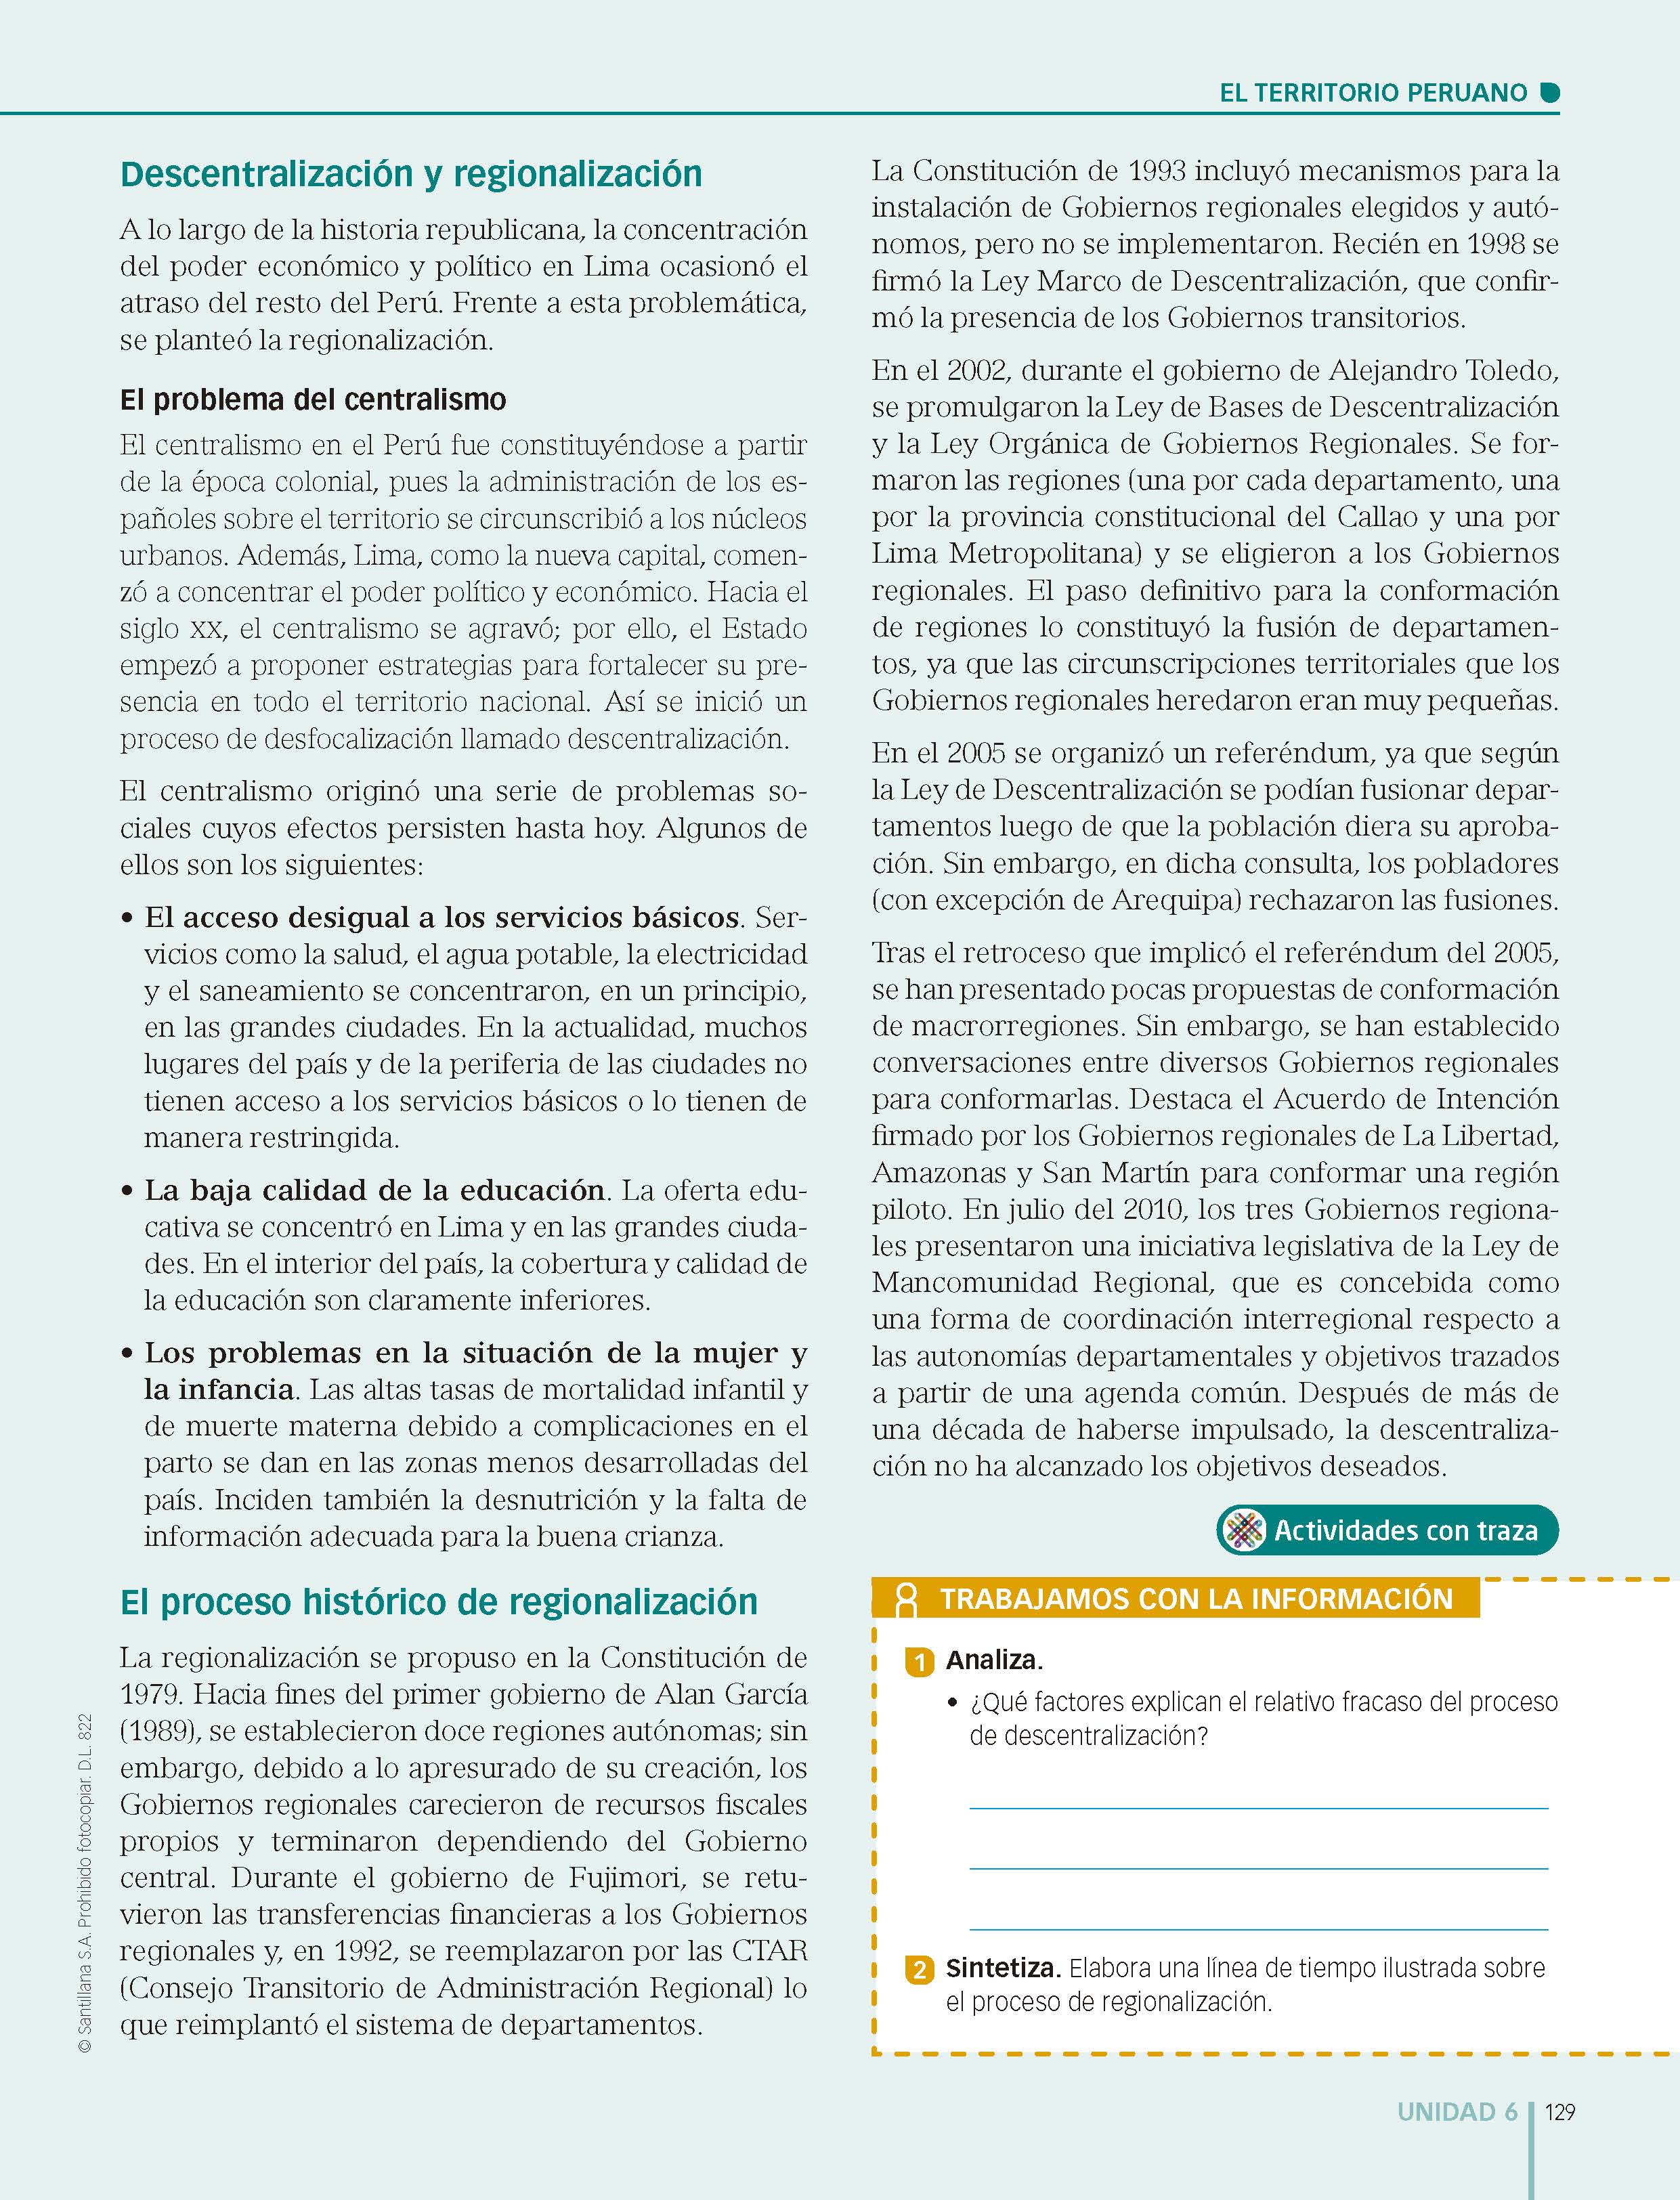 EL TERRITORIO PERUANO
Descentralización y regionalización
A lo largo de la historia republicana, la concentración
del poder económico y político en Lima ocasionó el
atraso del resto del Perú. Frente a esta problemática,
se planteó la regionalización.
El problema del centralismo
El centralismo en el Perú fue constituyéndose a partir
de la época colonial, pues la administración de los es-
pañoles sobre el territorio se circunscribió a los núcleos
urbanos. Además, Lima, como la nueva capital, comen-
zó a concentrar el poder político y económico. Hacia el
siglo XX, el centralismo se agravó; por ello, el Estado
empezó a proponer estrategias para fortalecer su pre-
sencia en todo el territorio nacional. Así se inició un
proceso de desfocalización llamado descentralización.
El centralismo originó una serie de problemas so-
ciales cuyos efectos persisten hasta hoy. Algunos de
ellos son los siguientes:
• El acceso desigual a los servicios básicos. Ser-
vicios como la salud, el agua potable, la electricidad
y el saneamiento se concentraron, en un principio,
en las grandes ciudades. En la actualidad, muchos
lugares del país y de la periferia de las ciudades no
tienen acceso a los servicios básicos o lo tienen de
manera restringida.
• La baja calidad de la educación. La oferta edu-
cativa se concentró en Lima y en las grandes ciuda-
des. En el interior del país, la cobertura y calidad de
la educación son claramente inferiores.
• Los problemas en la situación de la mujer y
la infancia. Las altas tasas de mortalidad infantil y
de muerte materna debido a complicaciones en el
parto se dan en las zonas menos desarrolladas del
país. Inciden también la desnutrición y la falta de
información adecuada para la buena crianza.
El proceso histórico de regionalización
La regionalización se propuso en la Constitución de
1979. Hacia fines del primer gobierno de Alan García
(1989), se establecieron doce regiones autónomas; sin
embargo, debido a lo apresurado de su creación, los
Gobiernos regionales carecieron de recursos fiscales
propios y terminaron dependiendo del Gobierno
central. Durante el gobierno de Fujimori, se retu-
vieron las transferencias financieras a los Gobiernos
regionales y, en 1992, se reemplazaron por las CTAR
(Consejo Transitorio de Administración Regional) lo
que reimplantó el sistema de departamentos.
La Constitución de 1993 incluyó mecanismos para la
instalación de Gobiernos regionales elegidos y autó-
nomos, pero no se implementaron. Recién en 1998 se
firmó la Ley Marco de Descentralización, que confir-
mó la presencia de los Gobiernos transitorios.
En el 2002, durante el gobierno de Alejandro Toledo,
se promulgaron la Ley de Bases de Descentralización
y la Ley Orgánica de Gobiernos Regionales. Se for-
maron las regiones (una por cada departamento, una
por la provincia constitucional del Callao y una por
Lima Metropolitana) y se eligieron a los Gobiernos
regionales. El paso definitivo para la conformación
de regiones lo constituyó la fusión de departamen-
tos, ya que las circunscripciones territoriales que los
Gobiernos regionales heredaron eran muy pequeñas.
En el 2005 se organizó un referéndum, ya que según
la Ley de Descentralización se podían fusionar depar-
tamentos luego de que la población diera su aproba-
ción. Sin embargo, en dicha consulta, los pobladores
(con excepción de Arequipa) rechazaron las fusiones.
Tras el retroceso que implicó el referéndum del 2005,
se han presentado pocas propuestas de conformación
de macrorregiones. Sin embargo, se han establecido
conversaciones entre diversos Gobiernos regionales
para conformarlas. Destaca el Acuerdo de Intención
firmado por los Gobiernos regionales de La Libertad,
Amazonas y San Martín para conformar una región
piloto. En julio del 2010, los tres Gobiernos regiona-
les presentaron una iniciativa legislativa de la Ley de
Mancomunidad Regional, que es concebida como
una forma de coordinación interregional respecto a
las autonomías departamentales y objetivos trazados
a partir de una agenda común. Después de más de
una década de haberse impulsado, la descentraliza-
ción no ha alcanzado los objetivos deseados.
Actividades con traza
TRABAJAMOS CON LA INFORMACIÓN
1 Analiza.
• ¿Qué factores explican el relativo fracaso del proceso
de descentralización?
2 Sintetiza. Elabora una línea de tiempo ilustrada sobre
el proceso de regionalización.
© Santillana S.A. Prohibido fotocopiar. D.L. 822
UNIDAD 6 129